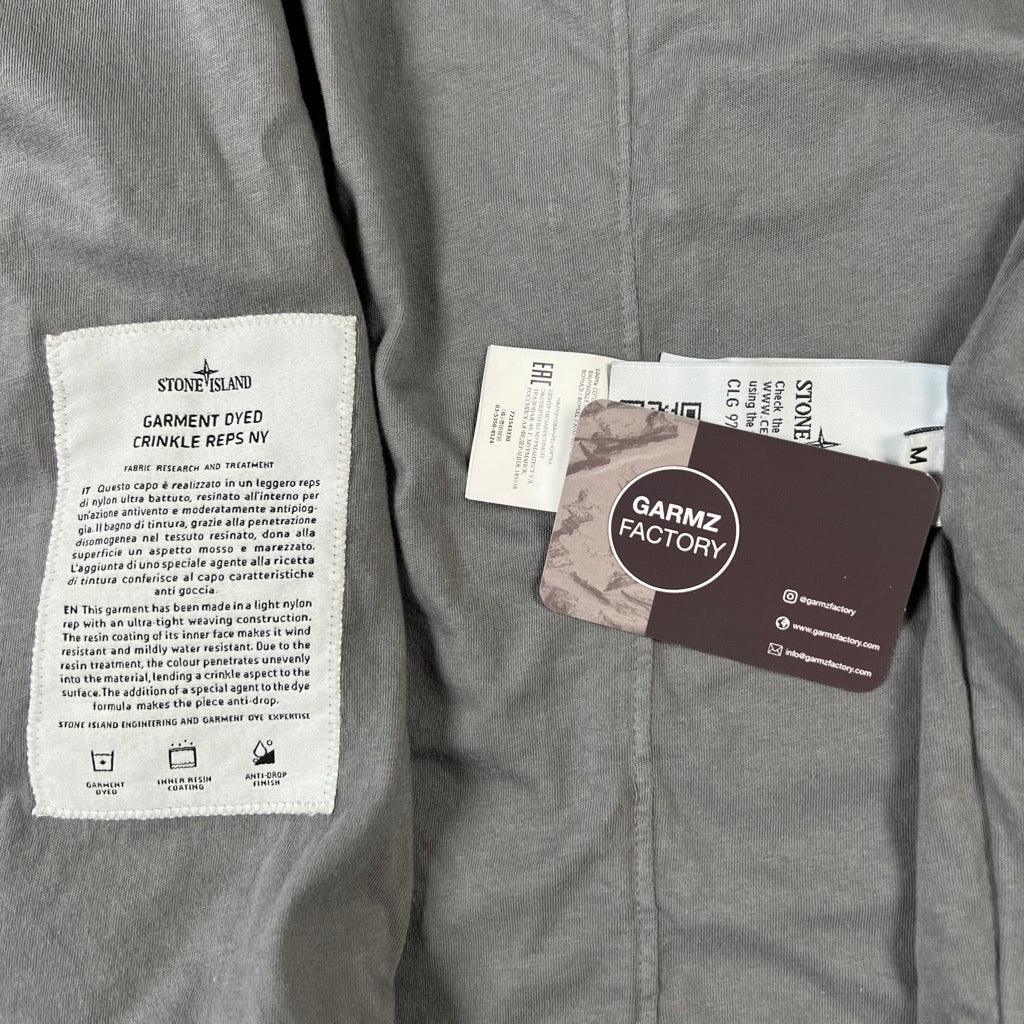 STONE ISLAND
GARMENT DYED
CRINKLE REPS NY
FABRIC RESEARCH AND TREATMENT
IT Questo capo è realizzato in un leggero reps
di nylon ultra battuto, resinato all'interno per
un'azione antivento e moderatamente antipiog-
gia. Il bagno di tintura, grazie alla penetrazione
disomogenea nel tessuto resinato, dona alla
superficie un aspetto mosso e marezzato.
L'aggiunta di uno speciale agente alla ricetta
di tintura conferisce al capo caratteristiche
anti goccia.
EN This garment has been made in a light nylon
rep with an ultra-tight weaving construction.
The resin coating of its inner face makes it wind
resistant and mildly water resistant. Due to the
resin treatment, the colour penetrates unevenly
into the material, lending a crinkle aspect to the
surface. The addition of a special agent to the dye
formula makes the piece anti-drop.
STONE ISLAND ENGINEERING AND GARMENT DYE EXPERTISE
GARMENT
DYED
INNER RESIN
COATING
ANTI-DROP
FINISH
EAC
721543330
03-5350-4524
STONE
Check the
WWW.CE
using the
CLG 97
M
GARMZ
FACTORY
@garmzfactory
www.garmzfactory.com
info@garmzfactory.com